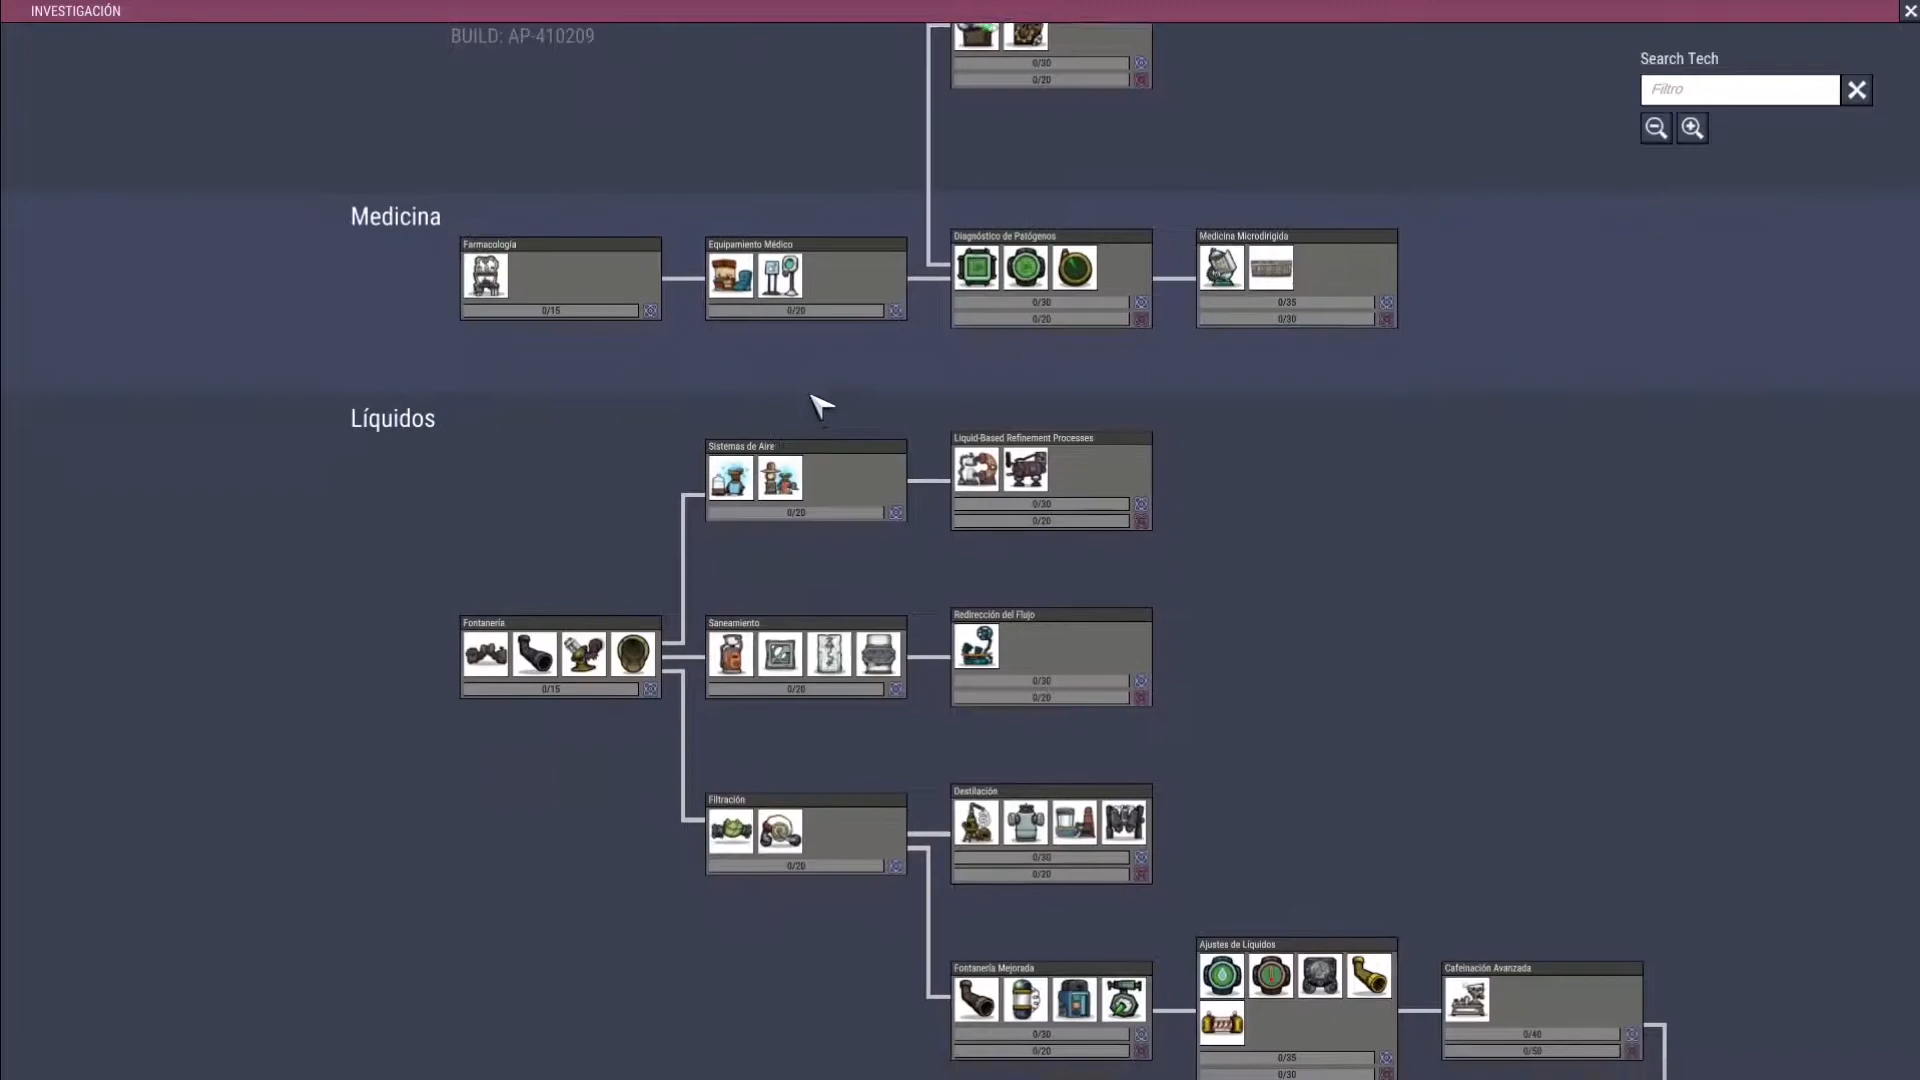 INVESTIGACIÓN
BUILD: AP-410209
0/30
0/20
Search Tech
Filtro
Medicina
Farmacología
0/15
Equipamiento Médico
0/20
Diagnóstico de Patógenos
0/30
0/20
Medicina Microdirigida
0/35
0/30
Líquidos
Sistemas de Aire
0/20
Liquid-Based Refinement Processes
0/30
0/20
Fontanería
0/15
Saneamiento
0/20
Redirección del Flujo
0/30
0/20
Filtración
0/20
Destilación
0/30
0/20
Fontanería Mejorada
0/30
0/20
Ajustes de Líquidos
0/35
0/30
Cafeinación Avanzada
0/40
0/50